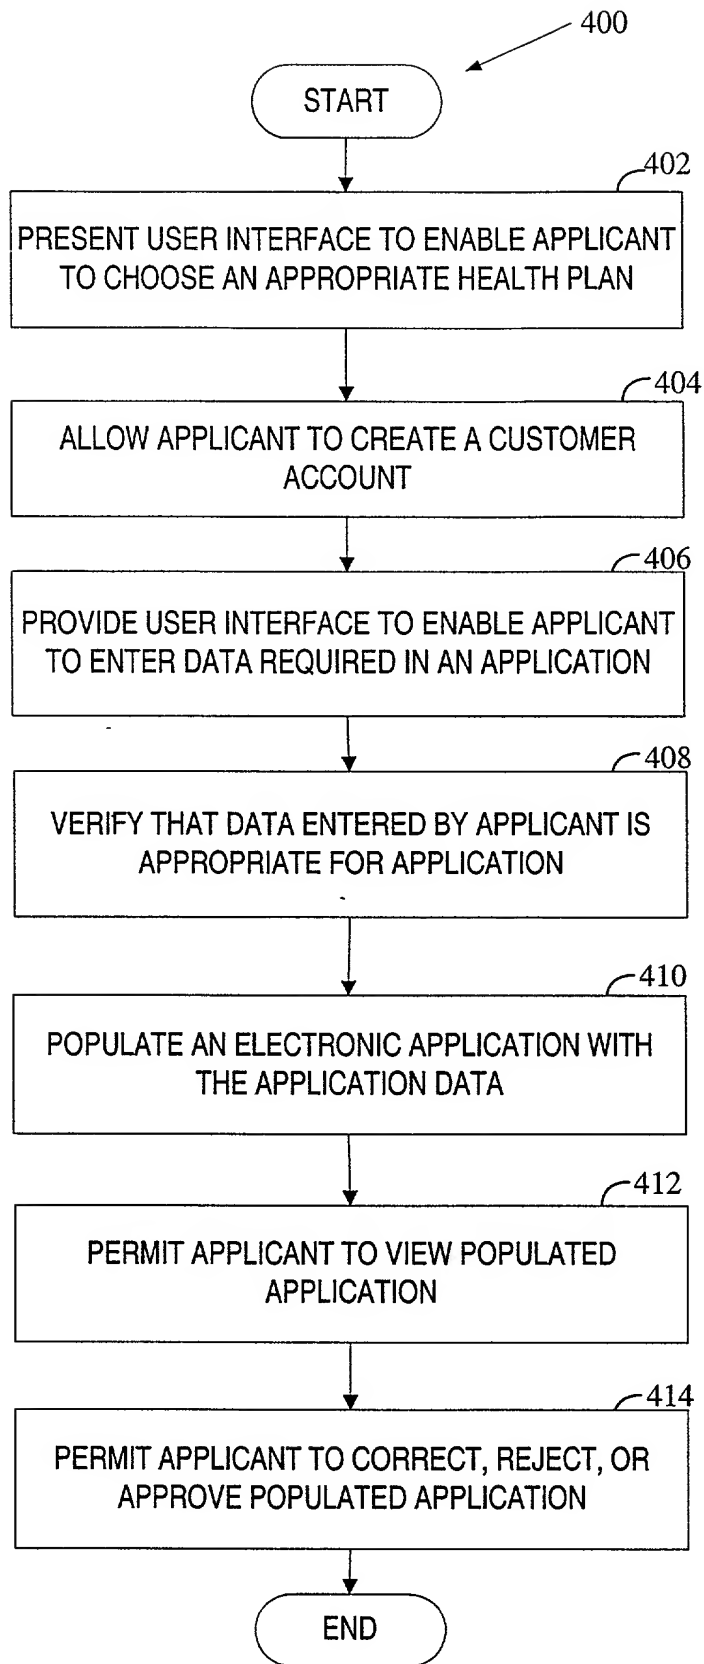 400
START
402
PRESENT USER INTERFACE TO ENABLE APPLICANT
TO CHOOSE AN APPROPRIATE HEALTH PLAN
404
ALLOW APPLICANT TO CREATE A CUSTOMER
ACCOUNT
406
PROVIDE USER INTERFACE TO ENABLE APPLICANT
TO ENTER DATA REQUIRED IN AN APPLICATION
408
VERIFY THAT DATA ENTERED BY APPLICANT IS
APPROPRIATE FOR APPLICATION
410
POPULATE AN ELECTRONIC APPLICATION WITH
THE APPLICATION DATA
412
PERMIT APPLICANT TO VIEW POPULATED
APPLICATION
414
PERMIT APPLICANT TO CORRECT, REJECT, OR
APPROVE POPULATED APPLICATION
END